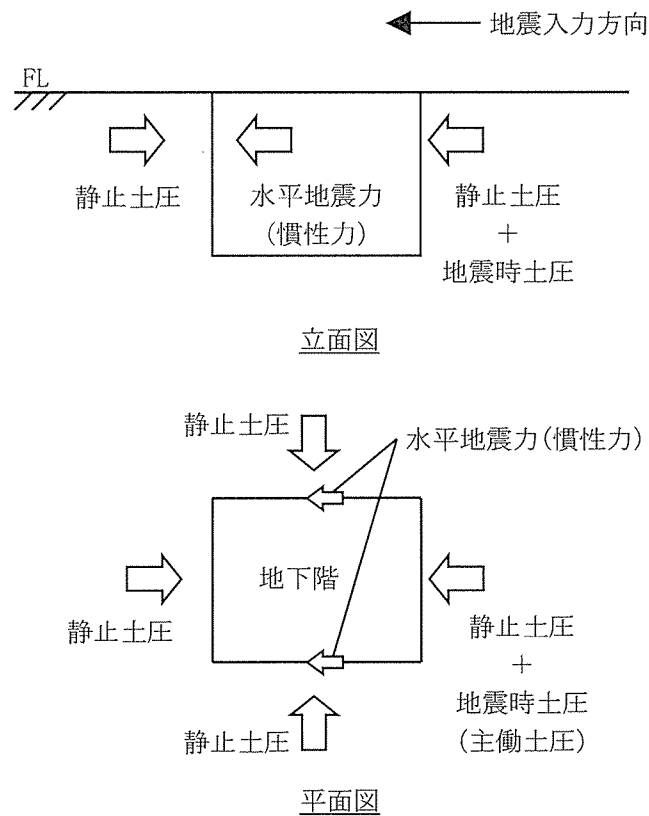 地震入力方向
FL
静止土圧
水平地震力
(慣性力)
静止土圧
+
地震時土圧
立面図
静止土圧
水平地震力(慣性力)
地下階
静止土圧
静止土圧
+
地震時土圧
(主働土圧)
静止土圧
平面図